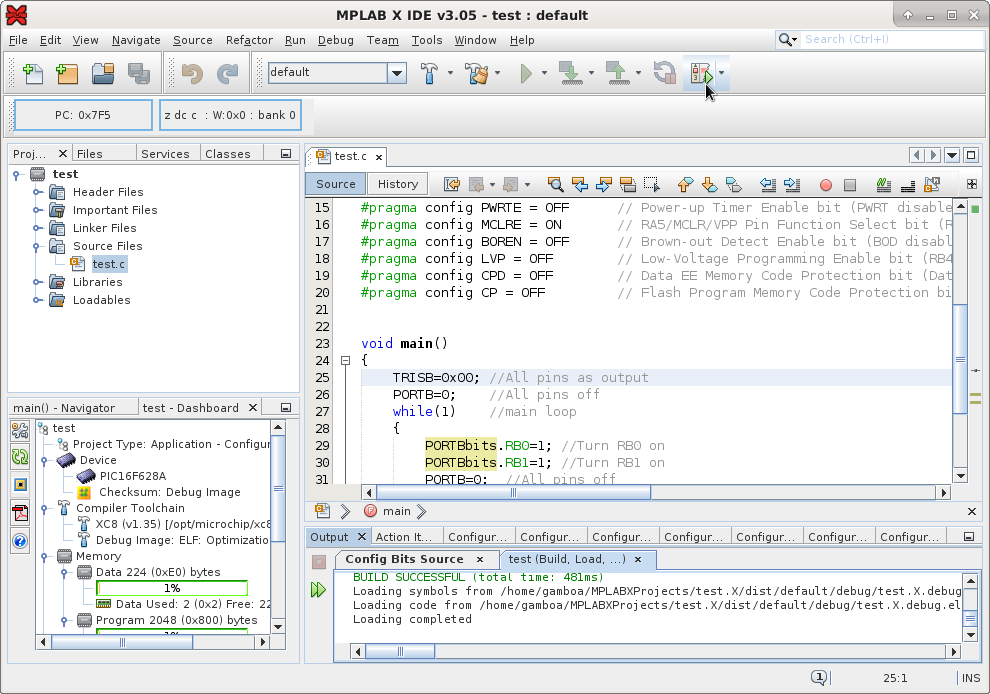 MPLAB X IDE v3.05 - test : default
File Edit View Navigate Source Refactor Run Debug Team Tools Window Help
Search (Ctrl+I)
default
PC: 0x7F5
z dc c : W:0x0 : bank 0
Proj... Files Services Classes
test
Header Files
Important Files
Linker Files
Source Files
test.c
Libraries
Loadables
main() - Navigator test - Dashboard
test
Project Type: Application - Configur
Device
PIC16F628A
Checksum: Debug Image
Compiler Toolchain
XC8 (v1.35) [/opt/microchip/xc8
Debug Image: ELF: Optimizatio
Memory
Data 224 (0xE0) bytes
1%
Data Used: 2 (0x2) Free: 22
Program 2048 (0x800) bytes
test.c
Source History
15 #pragma config PWRTE = OFF // Power-up Timer Enable bit (PWRT disable
16 #pragma config MCLRE = ON // RA5/MCLR/VPP Pin Function Select bit (R
17 #pragma config BOREN = OFF // Brown-out Detect Enable bit (BOD disabl
18 #pragma config LVP = OFF // Low-Voltage Programming Enable bit (RB4
19 #pragma config CPD = OFF // Data EE Memory Code Protection bit (Dat
20 #pragma config CP = OFF // Flash Program Memory Code Protection bi
21
22
23 void main()
24 {
25 TRISB=0x00; //All pins as output
26 PORTB=0; //All pins off
27 while(1) //main loop
28 {
29 PORTBbits.RB0=1; //Turn RB0 on
30 PORTBbits.RB1=1; //Turn RB1 on
31 PORTB=0; //All pins off
main
Output Action It... Configur... Configur... Configur... Configur... Configur... Configur... Configur...
Config Bits Source test (Build, Load, ...)
BUILD SUCCESSFUL (total time: 481ms)
Loading symbols from /home/gamboa/MPLABXProjects/test.X/dist/default/debug/test.X.debug
Loading code from /home/gamboa/MPLABXProjects/test.X/dist/default/debug/test.X.debug.el
Loading completed
1 25:1 INS